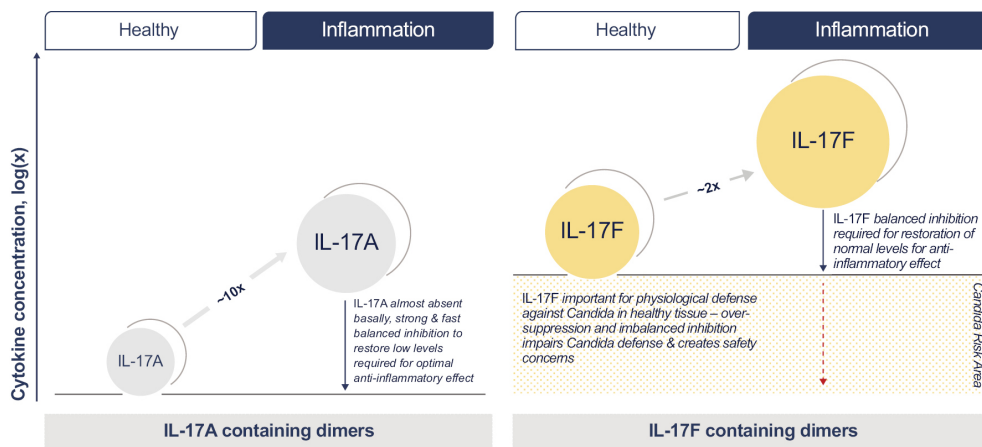 Healthy
Inflammation
Cytokine concentration, log(x)
IL-17A
~10x
IL-17A
IL-17A almost absent
basally, strong & fast
balanced inhibition to
restore low levels
required for optimal
anti-inflammatory effect
IL-17A containing dimers
Healthy
Inflammation
IL-17F
~2x
IL-17F
IL-17F balanced inhibition
required for restoration of
normal levels for anti-
inflammatory effect
IL-17F important for physiological defense
against Candida in healthy tissue – over-
suppression and imbalanced inhibition
impairs Candida defense & creates safety
concerns
Candida Risk Area
IL-17F containing dimers